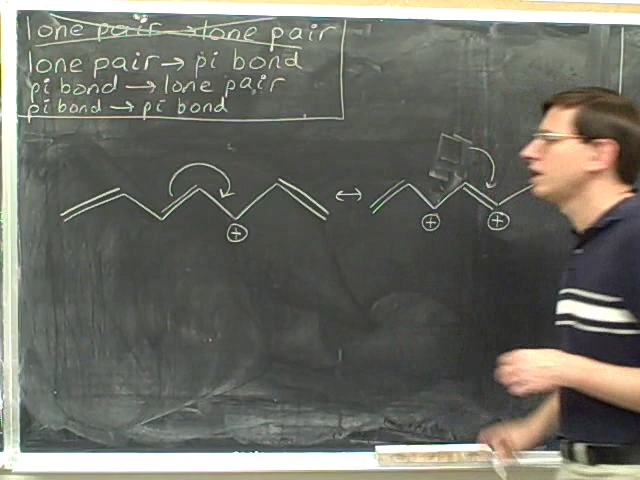 lone pair → lone pair
lone pair → pi bond
pi bond → lone pair
pi bond → pi bond
↔
+ + +